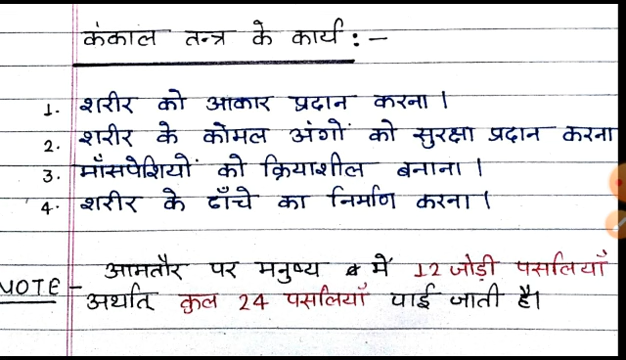 कंकाल तन्त्र के कार्य : –
1. शरीर को आकार प्रदान करना ।
2. शरीर के कोमल अंगों को सुरक्षा प्रदान करना
3. माँसपेशियों को क्रियाशील बनाना ।
4. शरीर के ढाँचे का निर्माण करना ।
आमतौर पर मनुष्य में 12 जोड़ी पसलियाँ
NOTE – अर्थात् कुल 24 पसलियाँ पाई जाती है।